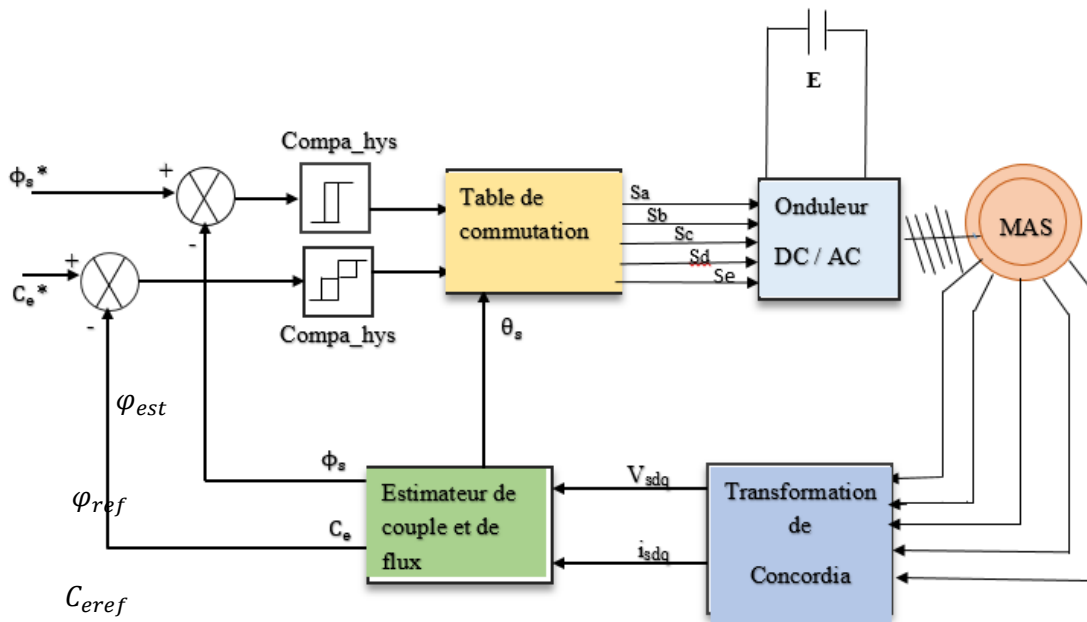 E
Compa_hys
+
ϕs*
-
Table de
commutation
Sa
Sb
Sc
Sd
Se
Onduleur
DC / AC
MAS
+
Ce*
-
Compa_hys
θs
φest
ϕs
φref
Ce
Estimateur de
couple et de
flux
Vsdq
isdq
Transformation
de
Concordia
Ceref